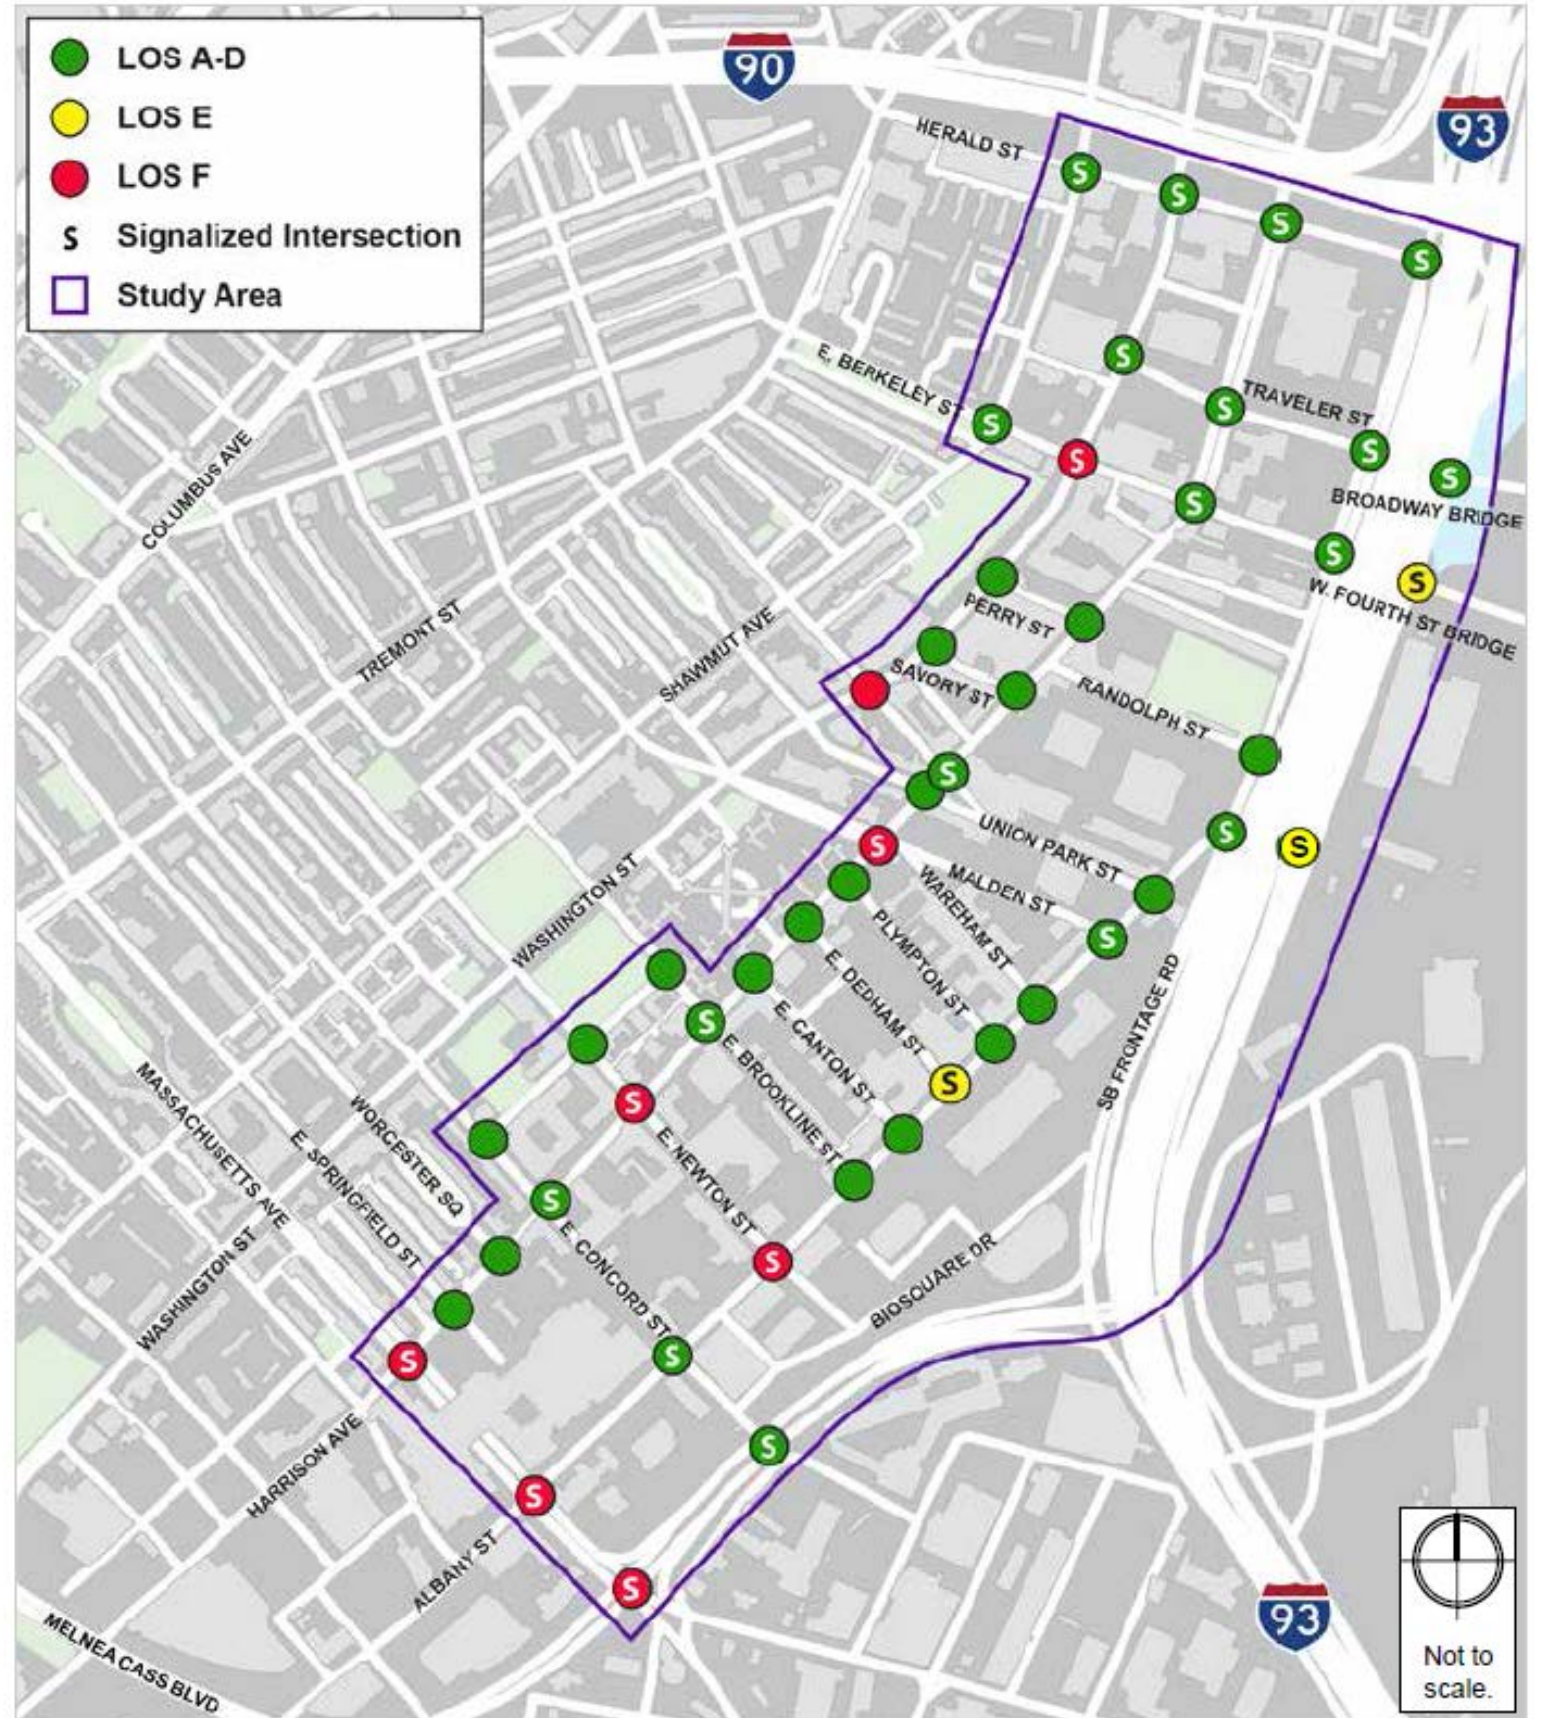 LOS A-D
LOS E
LOS F
S Signalized Intersection
Study Area
90
93
HERALD ST
S
S
S
S
S
E. BERKELEY ST
S
S
TRAVELER ST
S
S
S
S
BROADWAY BRIDGE
S
S
W. FOURTH ST BRIDGE
COLUMBUS AVE
TREMONT ST
SHAWMUT AVE
PERRY ST
SAVORY ST
RANDOLPH ST
S
UNION PARK ST
S
S
S
MALDEN ST
WAREHAM ST
S
PLYMPTON ST
WASHINGTON ST
E. DEDHAM ST
SB FRONTAGE RD
E. CANTON ST
S
E. BROOKLINE ST
S
S
E. NEWTON ST
MASSACHUSETTS AVE
WORCESTER SQ
E. SPRINGFIELD ST
S
E. CONCORD ST
S
BIOSQUARE DR
WASHINGTON ST
S
S
HARRISON AVE
S
S
ALBANY ST
S
MELNEA CASS BLVD
93
Not to
scale.